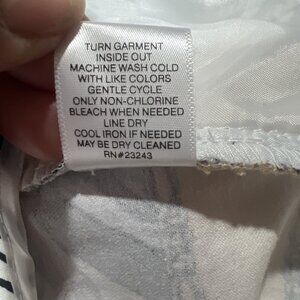 TURN GARMENT
INSIDE OUT
MACHINE WASH COLD
WITH LIKE COLORS
GENTLE CYCLE
ONLY NON-CHLORINE
BLEACH WHEN NEEDED
LINE DRY
COOL IRON IF NEEDED
MAY BE DRY CLEANED
RN#23243